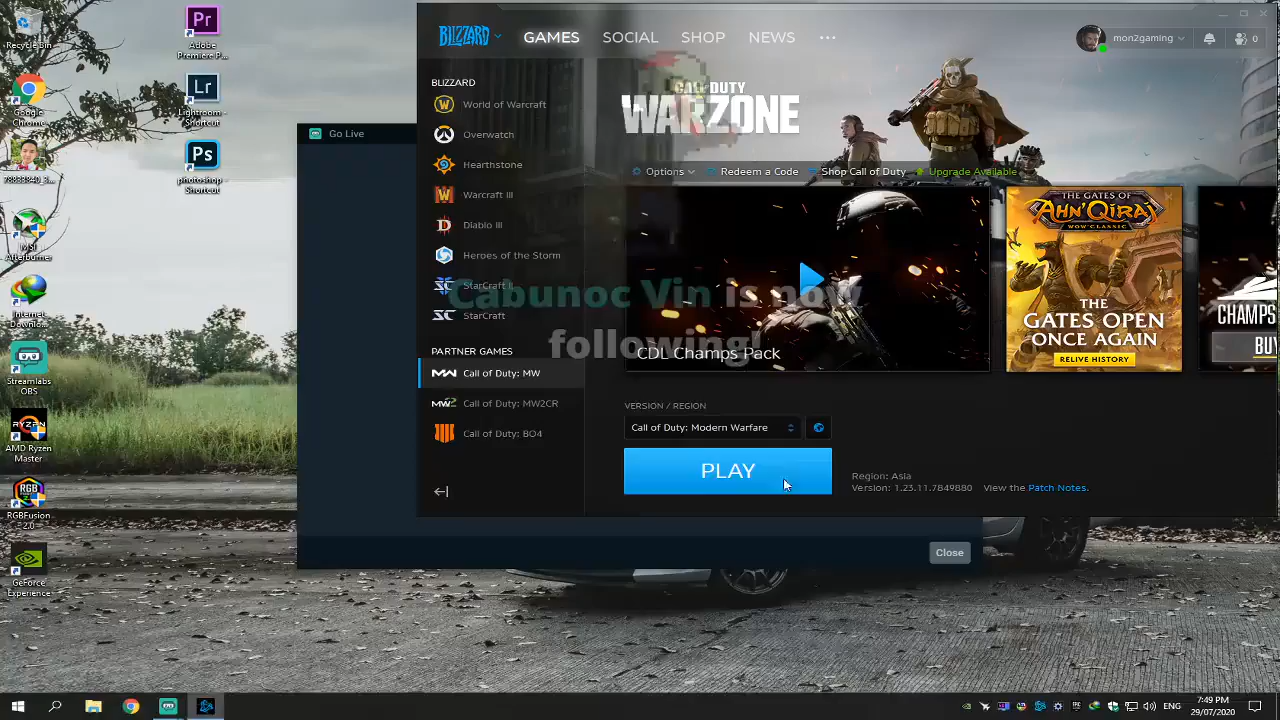 Recycle Bin
Google Chrome
MSI Afterburner
Internet Downlo...
Streamlabs OBS
AMD Ryzen Master
RGBFusion 2.0
GeForce Experience
Pr
Adobe Premiere P...
Lr
Lightroom - Shortcut
Ps
photoshop - Shortcut
Go Live
Close
BLIZZARD
GAMES
SOCIAL
SHOP
NEWS
mon2gaming
0
BLIZZARD
World of Warcraft
Overwatch
Hearthstone
Warcraft III
Diablo III
Heroes of the Storm
StarCraft II
StarCraft
PARTNER GAMES
Call of Duty: MW
Call of Duty: MW2CR
Call of Duty: BO4
CALL OF DUTY
WARZONE
Options
Redeem a Code
Shop Call of Duty
Upgrade Available
Cabunoc Vin is now
following!
CDL Champs Pack
THE GATES OF
AHN'QIRAJ
WOW CLASSIC
THE
GATES OPEN
ONCE AGAIN
RELIVE HISTORY
CHAMPS
BUY
VERSION / REGION
Call of Duty: Modern Warfare
PLAY
Region: Asia
Version: 1.23.11.7849880 View the Patch Notes.
ENG
7:49 PM
29/07/2020